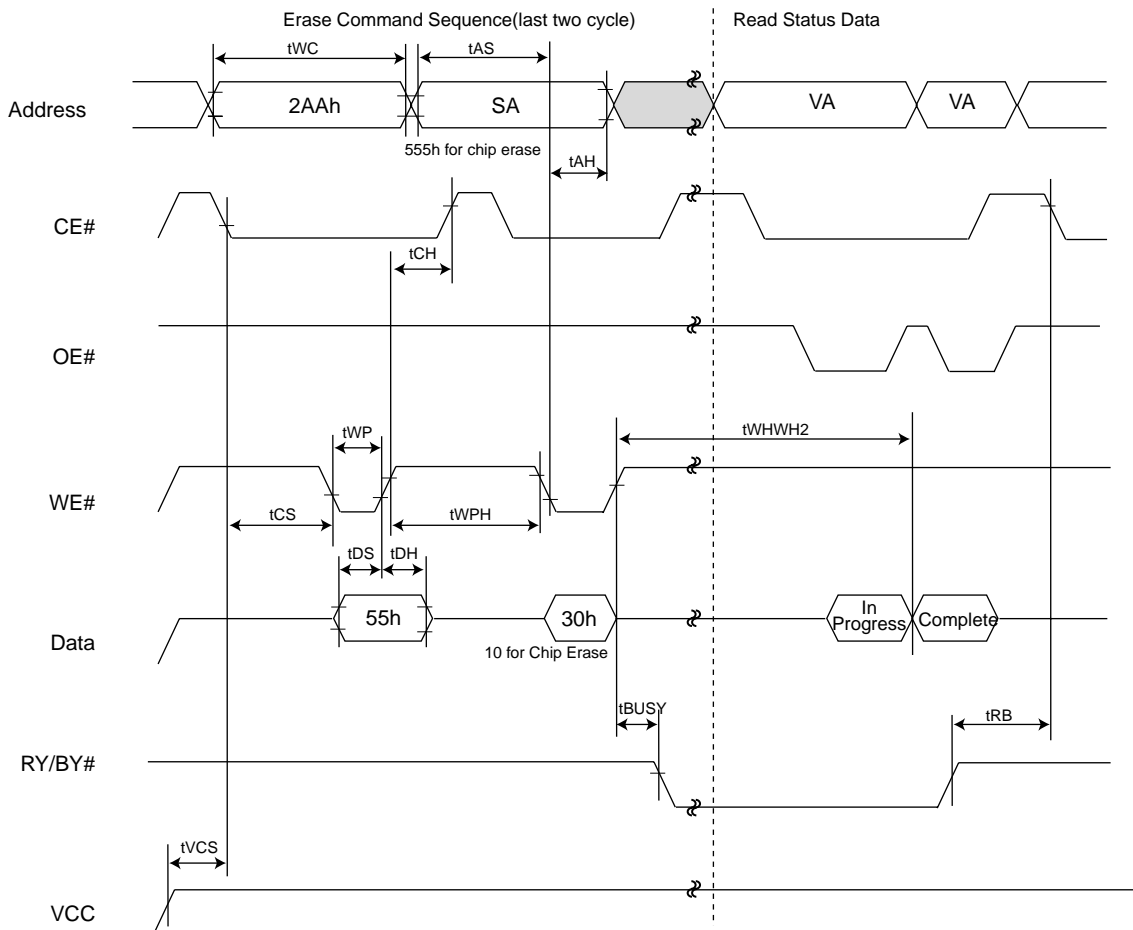 Erase Command Sequence(last two cycle)
Read Status Data
tWC
tAS
Address
2AAh
SA
VA
VA
555h for chip erase
tAH
CE#
tCH
OE#
tWP
tWHWH2
WE#
tCS
tWPH
tDS
tDH
Data
55h
30h
In
Progress
Complete
10 for Chip Erase
tBUSY
tRB
RY/BY#
tVCS
VCC